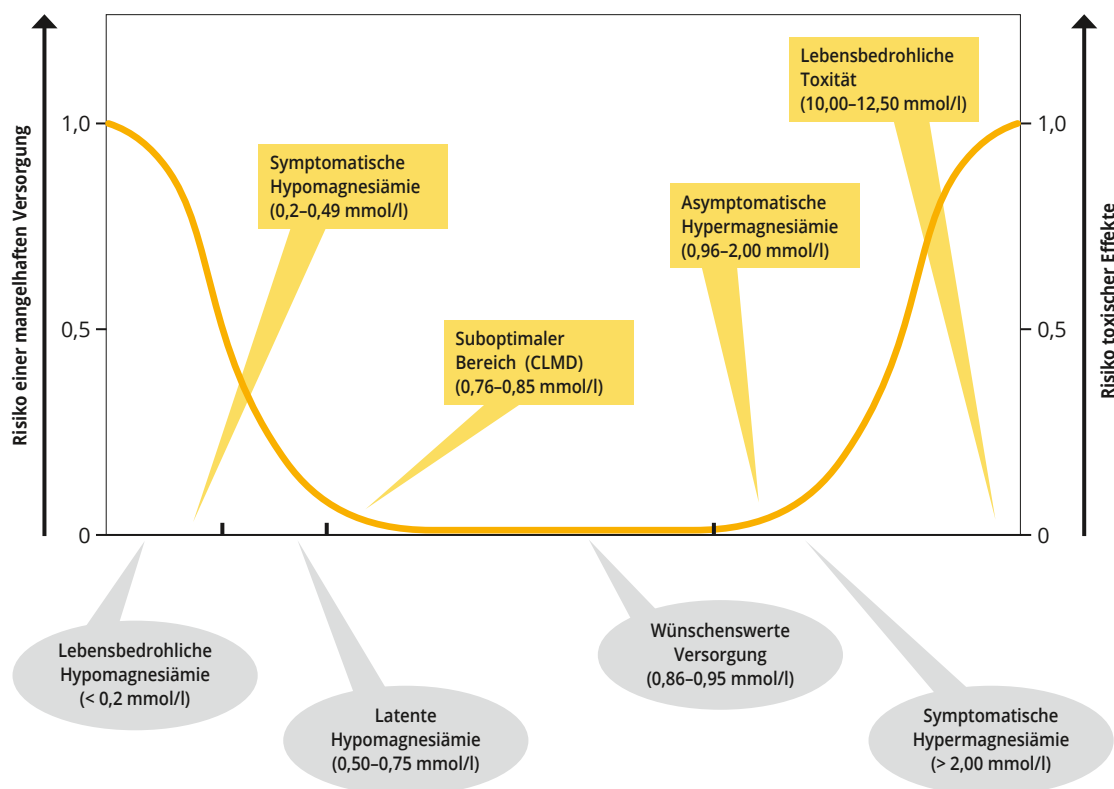 Risiko einer mangelhaften Versorgung
1,0
0,5
0
Symptomatische
Hypomagnesiämie
(0,2–0,49 mmol/l)
Suboptimaler
Bereich (CLMD)
(0,76–0,85 mmol/l)
Asymptomatische
Hypermagnesiämie
(0,96–2,00 mmol/l)
Lebensbedrohliche
Toxität
(10,00–12,50 mmol/l)
1,0
0,5
0
Risiko toxischer Effekte
Lebensbedrohliche
Hypomagnesiämie
(< 0,2 mmol/l)
Latente
Hypomagnesiämie
(0,50–0,75 mmol/l)
Wünschenswerte
Versorgung
(0,86–0,95 mmol/l)
Symptomatische
Hypermagnesiämie
(> 2,00 mmol/l)